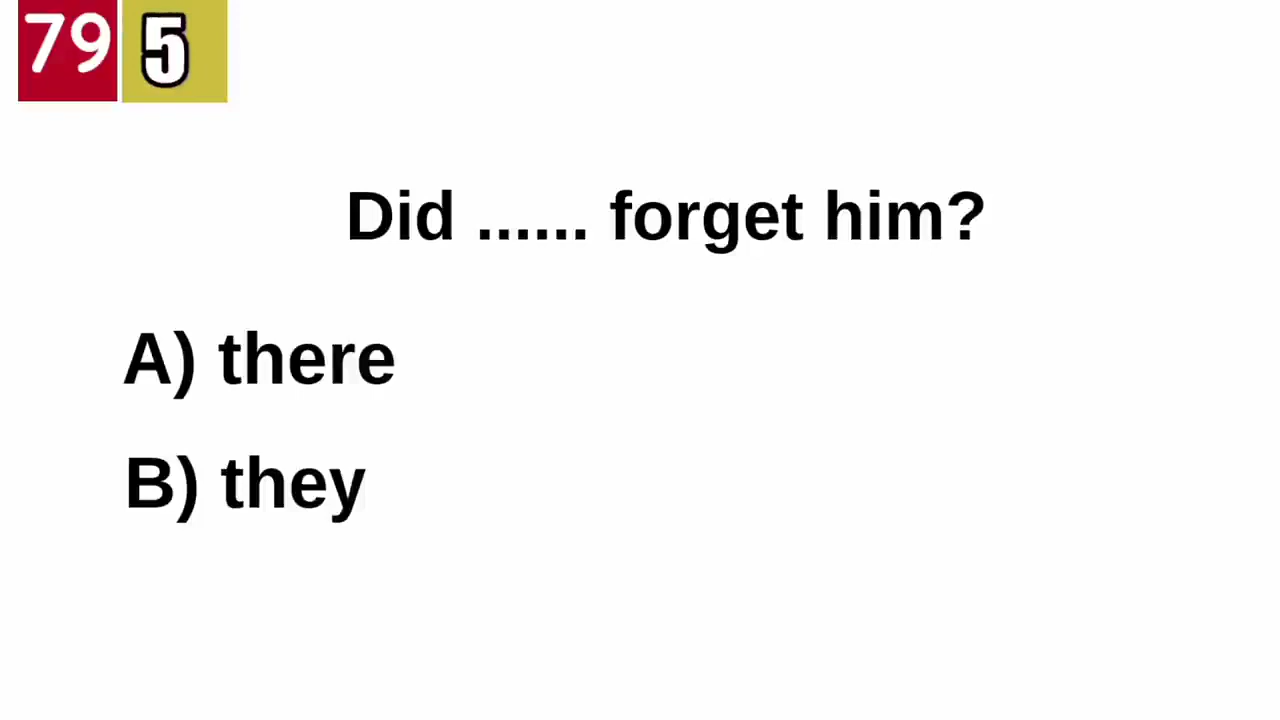 79 5
Did ...... forget him?
A) there
B) they